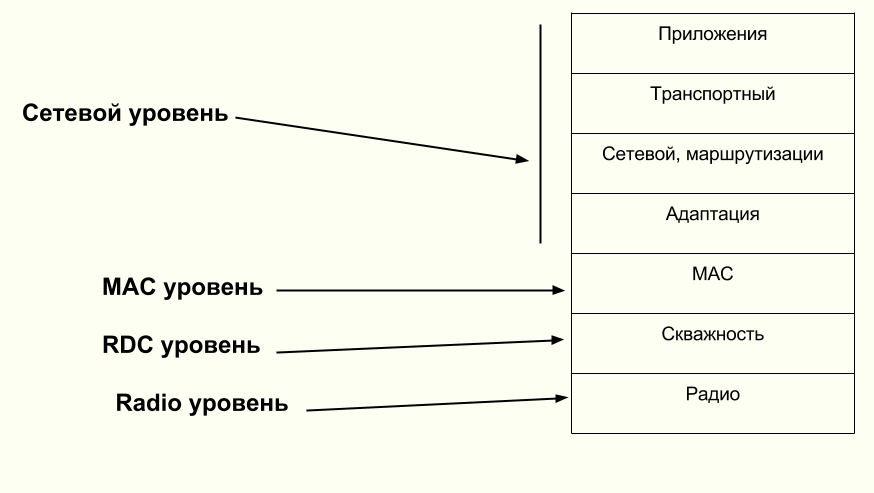 Приложения
Транспортный
Сетевой уровень
Сетевой, маршрутизации
Адаптация
MAC уровень
MAC
RDC уровень
Скважность
Radio уровень
Радио